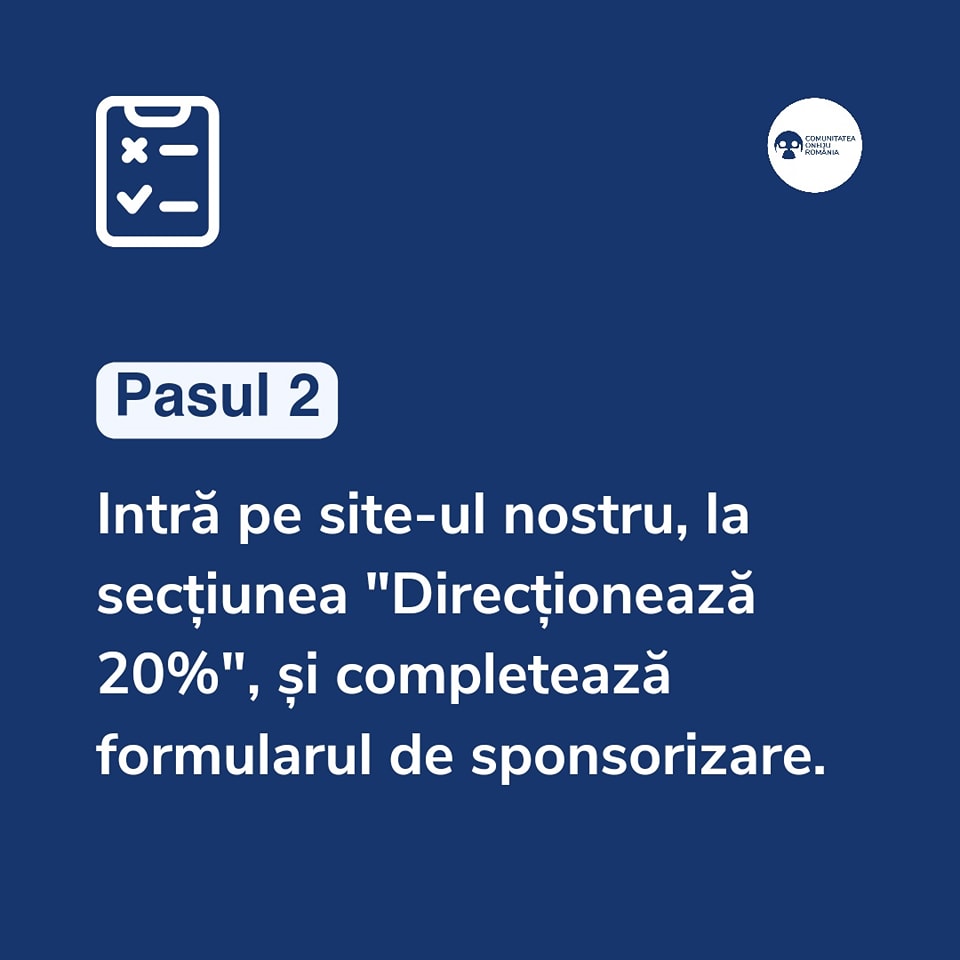 COMUNITATEA
ONHJU
ROMÂNIA
Pasul 2
Intră pe site-ul nostru, la
secțiunea "Direcționează
20%", și completează
formularul de sponsorizare.